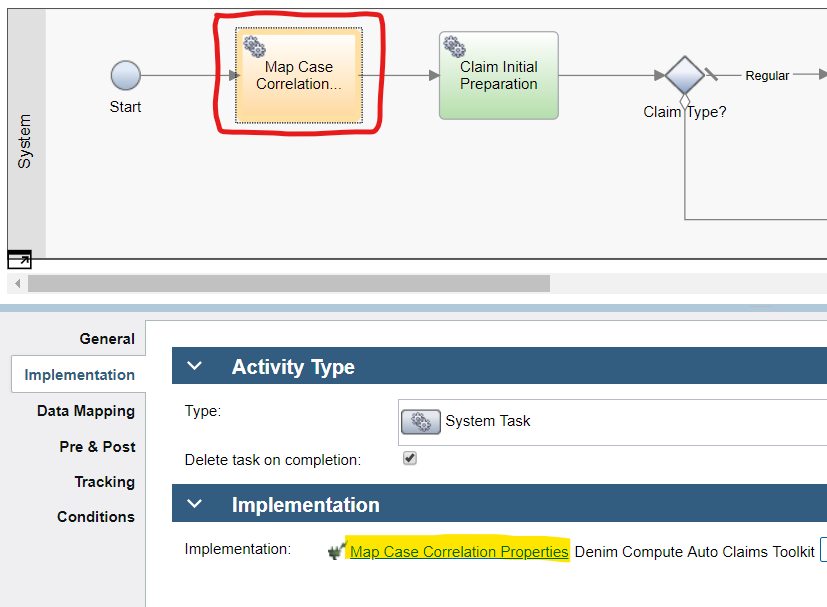 System
Start
Map Case
Correlation...
Claim Initial
Preparation
Claim Type?
Regular
General
Implementation
Data Mapping
Pre & Post
Tracking
Conditions
Activity Type
Type:
System Task
Delete task on completion:
Implementation
Implementation:
Map Case Correlation Properties Denim Compute Auto Claims Toolkit